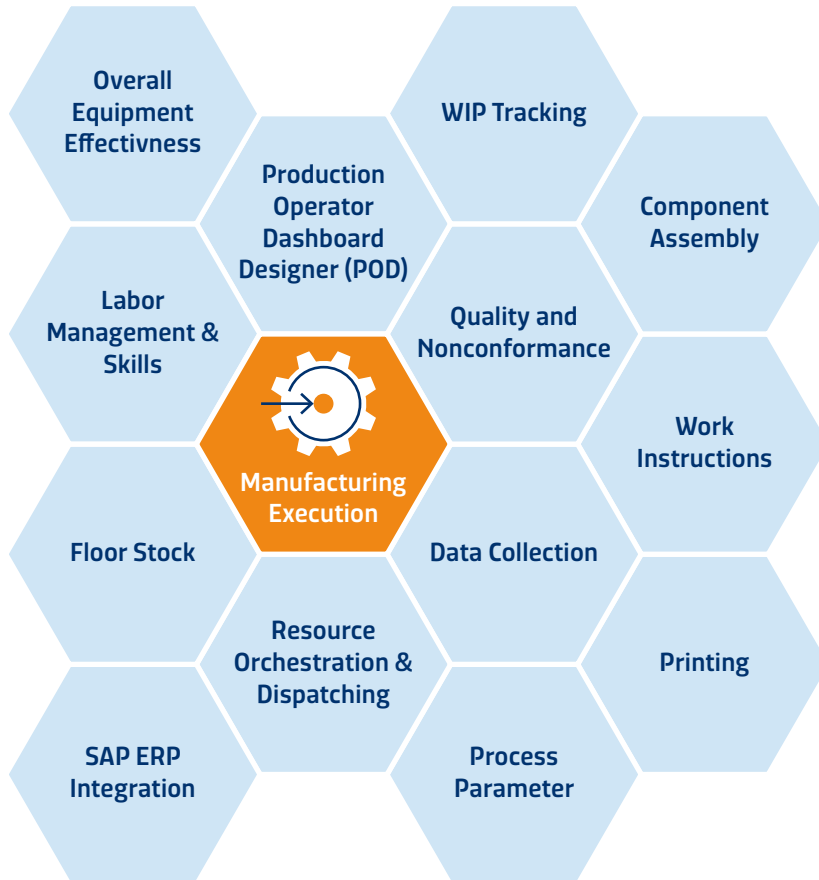 Overall
Equipment
Effectivness
WIP Tracking
Production
Operator
Dashboard
Designer (POD)
Component
Assembly
Labor
Management &
Skills
Quality and
Nonconformance
Manufacturing
Execution
Work
Instructions
Floor Stock
Data Collection
Resource
Orchestration &
Dispatching
Printing
SAP ERP
Integration
Process
Parameter